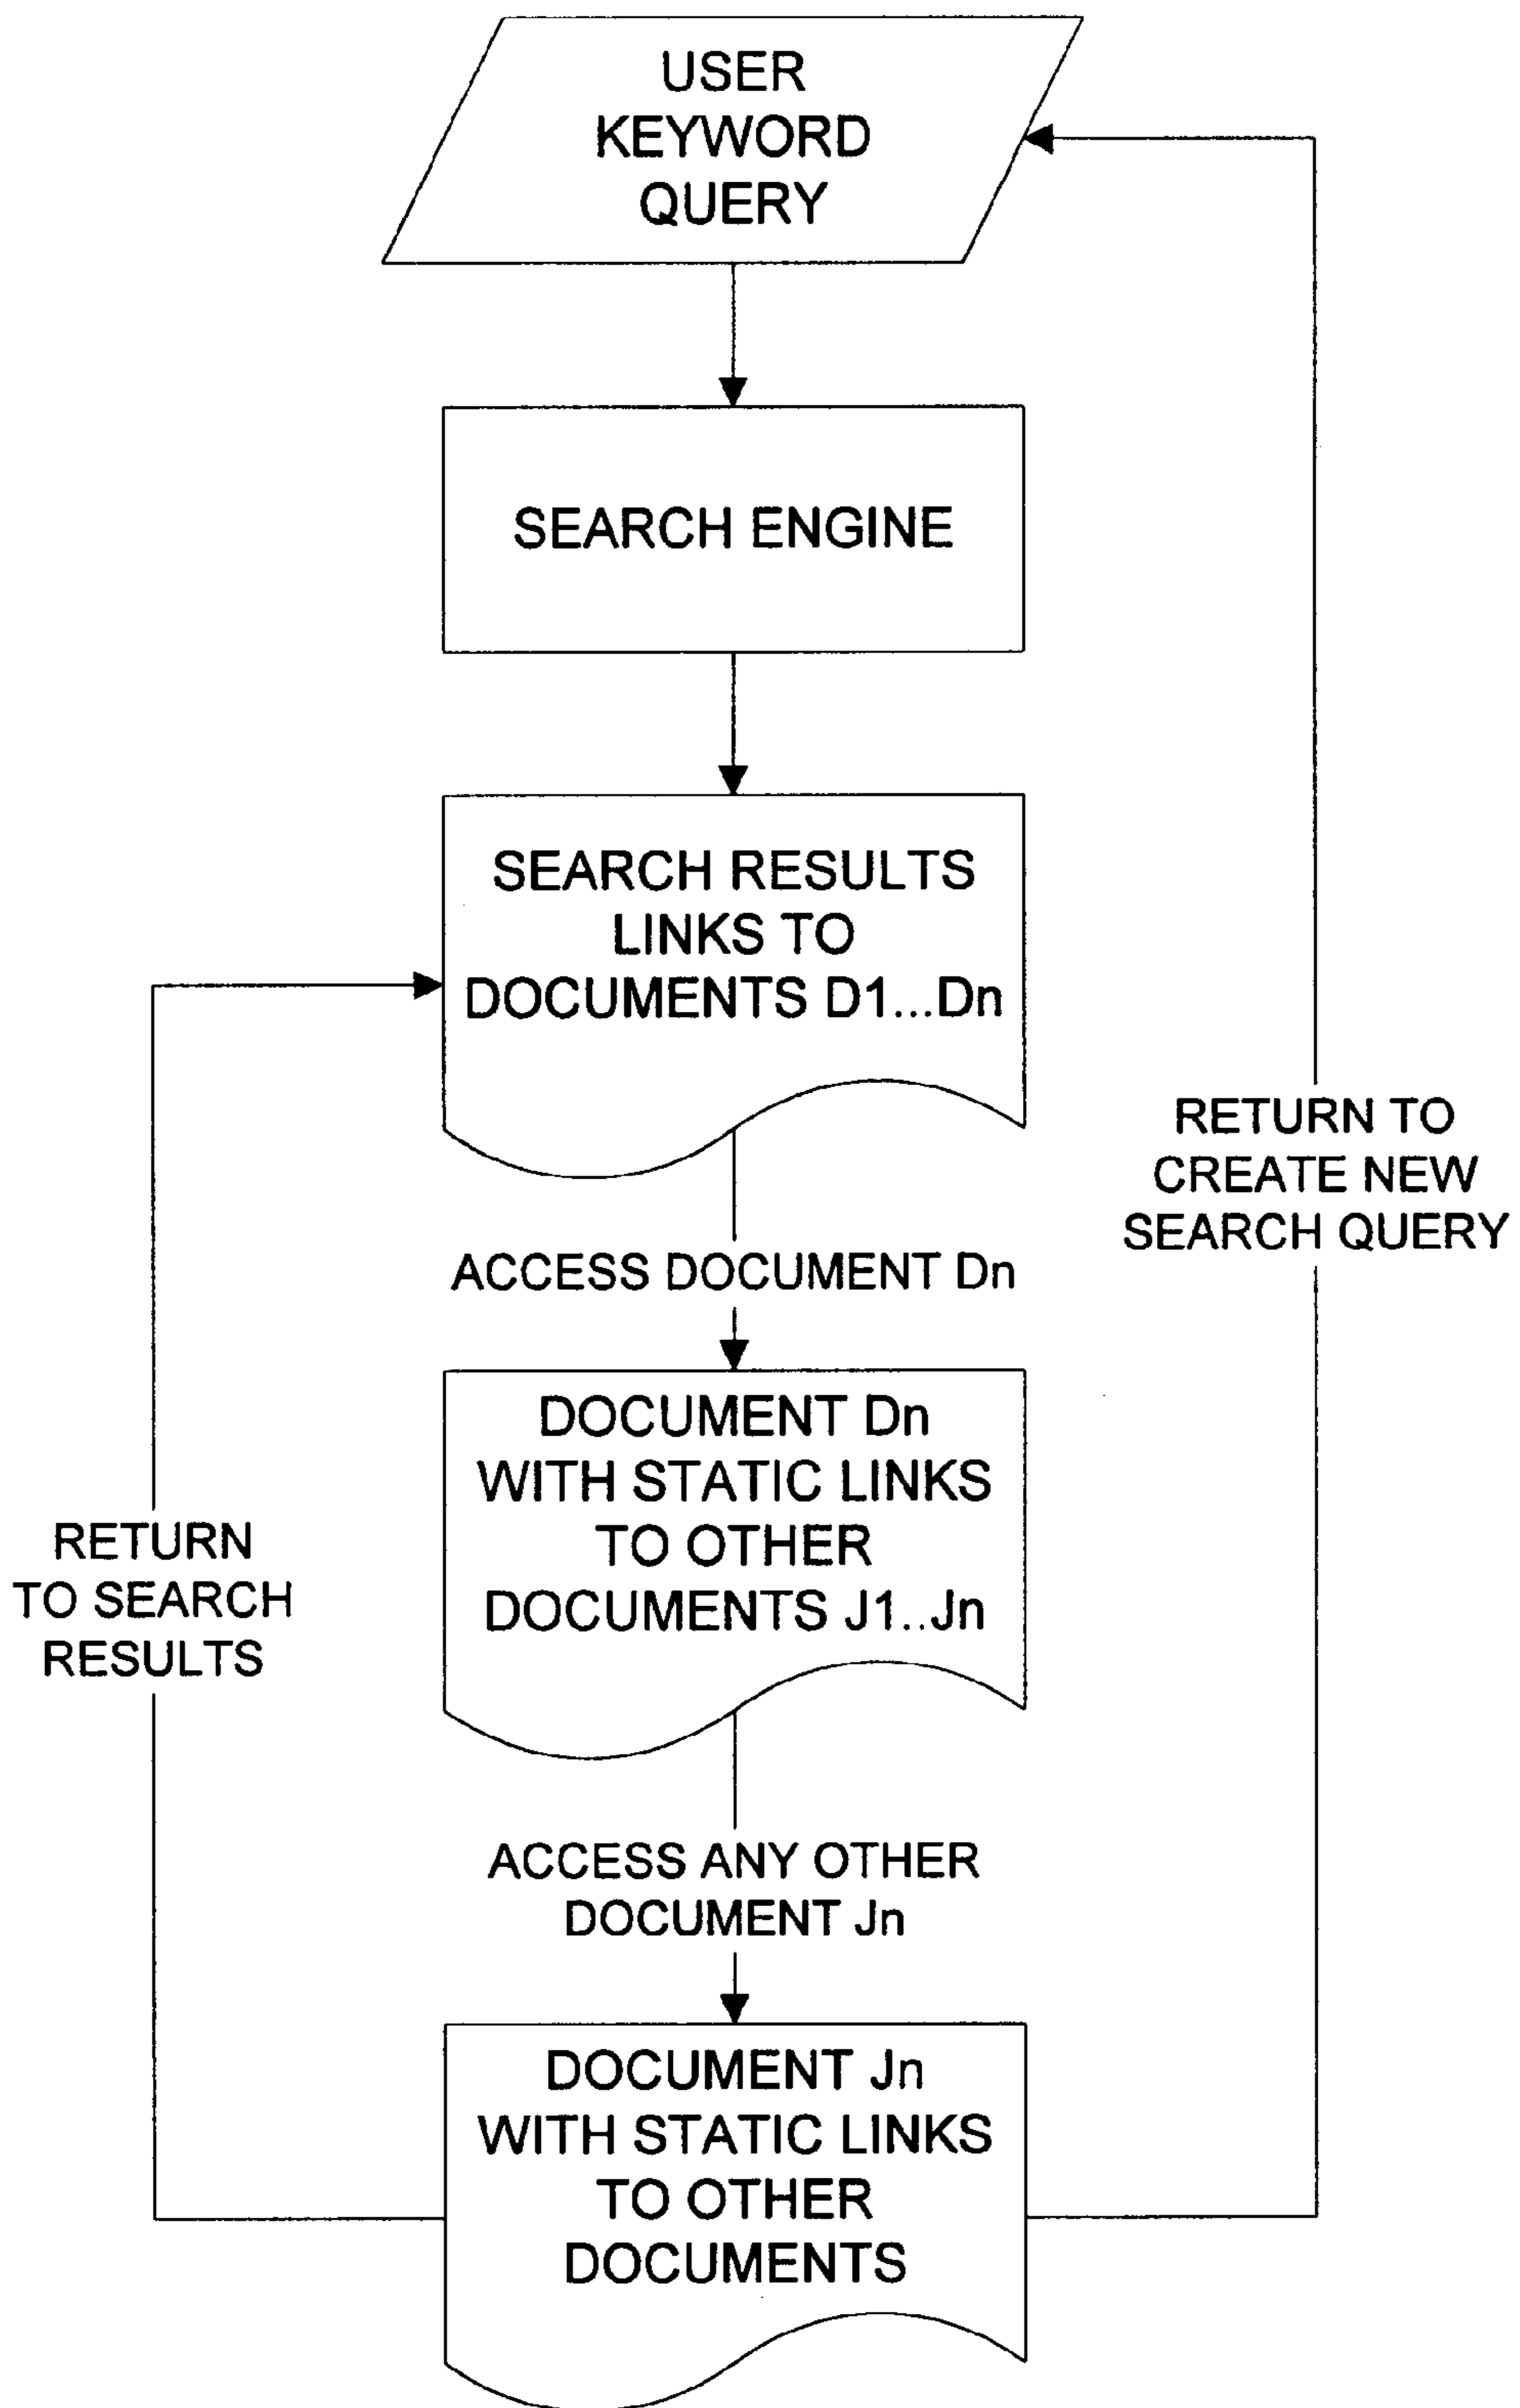 USER
KEYWORD
QUERY
SEARCH ENGINE
SEARCH RESULTS
LINKS TO
DOCUMENTS D1...Dn
RETURN TO
CREATE NEW
SEARCH QUERY
ACCESS DOCUMENT Dn
DOCUMENT Dn
WITH STATIC LINKS
TO OTHER
DOCUMENTS J1..Jn
RETURN
TO SEARCH
RESULTS
ACCESS ANY OTHER
DOCUMENT Jn
DOCUMENT Jn
WITH STATIC LINKS
TO OTHER
DOCUMENTS